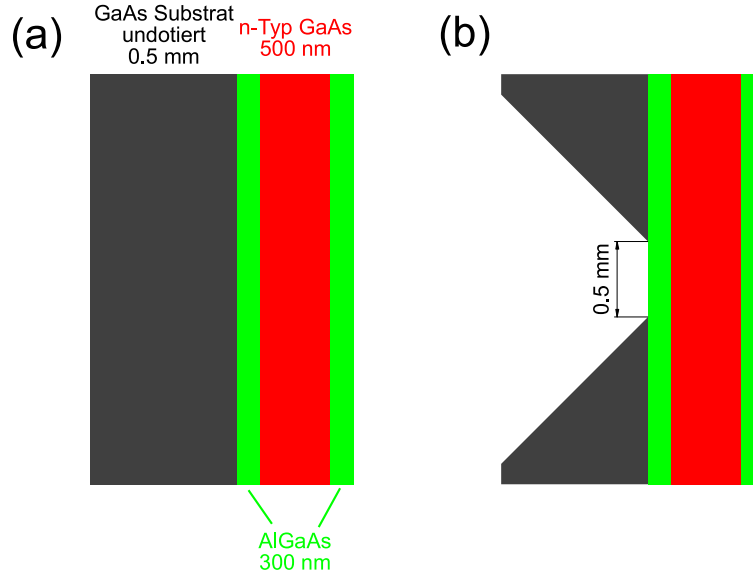 (a)
GaAs Substrat
undotiert
0.5 mm
n-Typ GaAs
500 nm
(b)
0.5 mm
AlGaAs
300 nm